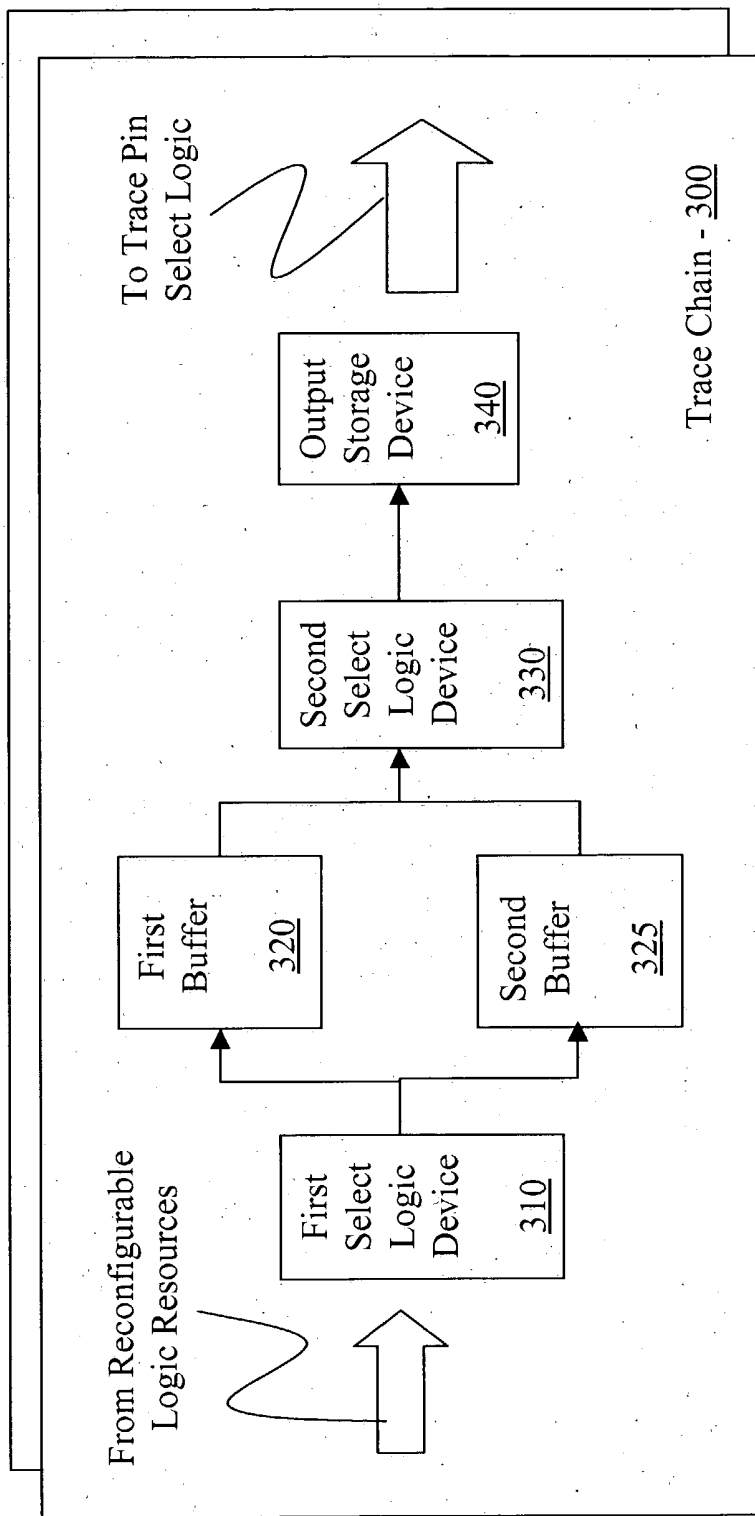 From Reconfigurable
Logic Resources
First
Select
Logic
Device
310
First
Buffer
320
Second
Buffer
325
Second
Select
Logic
Device
330
Output
Storage
Device
340
To Trace Pin
Select Logic
Trace Chain - 300